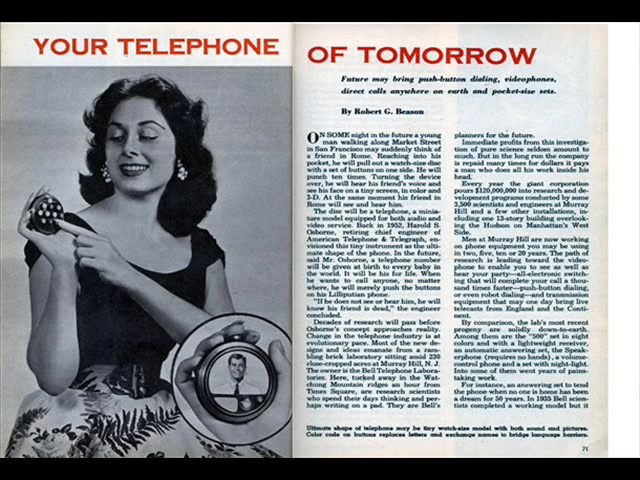 YOUR TELEPHONE OF TOMORROW
Future may bring push-button dialing, videophones,
direct calls anywhere on earth and pocket-size sets.
By Robert G. Beason
ON SOME night in the future a young
man walking along Market Street
in San Francisco may suddenly think of
a friend in Rome. Reaching into his
pocket, he will pull out a watch-size disc
with a set of buttons on one side. He will
punch ten times. Turning the device
over, he will hear his friend's voice and
see his face on a tiny screen, in color and
3-D. At the same moment his friend in
Rome will see and hear him.
The disc will be a telephone, a minia-
ture model equipped for both audio and
video service. Back in 1952, Harold S.
Osborne, retiring chief engineer of
American Telephone & Telegraph, en-
visioned this tiny instrument as the ulti-
mate shape of the phone. In the future,
said Mr. Osborne, a telephone number
will be given at birth to every baby in
the world. It will be his for life. When
he wants to call anyone, no matter
where, he will merely push the buttons
on his Lilliputian phone.
"If he does not see or hear him, he will
know his friend is dead," the engineer
concluded.
Decades of research will pass before
Osborne's concept approaches reality.
Change in the telephone industry is at
evolutionary pace. Most of the new de-
signs and ideas emanate from a ram-
bling brick laboratory sitting amid 230
close-cropped acres at Murray Hill, N. J.
The owner is the Bell Telephone Labora-
tories. Here, tucked away in the Wat-
chung Mountain ridges an hour from
Times Square, are research scientists
who spend their days thinking and per-
haps writing on a pad. They are Bell's
planners for the future.
Immediate profits from this investiga-
tion of pure science seldom amount to
much. But in the long run the company
is repaid many times for dollars it pays
a man who does all his work inside his
head.
Every year the giant corporation
pours $120,000,000 into research and de-
velopment programs conducted by some
3,500 scientists and engineers at Murray
Hill and a few other installations, in-
cluding one 13-story building overlook-
ing the Hudson on Manhattan's West
Side.
Men at Murray Hill are now working
on phone equipment you may be using
in two, five, ten or 20 years. The path of
research is leading toward the video-
phone to enable you to see as well as
hear your party—all-electronic switch-
ing that will complete your call a thou-
sand times faster—push-button dialing,
or even robot dialing—and transmission
equipment that may one day bring live
telecasts from England and the Conti-
nent.
By comparison, the lab's most recent
progeny are solidly down-to-earth.
Among them are the "500" set in eight
colors and with a lightweight receiver,
an automatic answering set, the Speak-
erphone (requires no hands), a volume-
control phone and a set with night-light.
Into some of them went years of pains-
taking work.
For instance, an answering set to tend
the phone when no one is home has been
a dream for 50 years. In 1935 Bell scien-
tists completed a working model but it
Ultimate shape of telephone may be tiny watch-size model with both sound and pictures.
Color code on buttons replaces letters and exchange names to bridge language barriers.
71